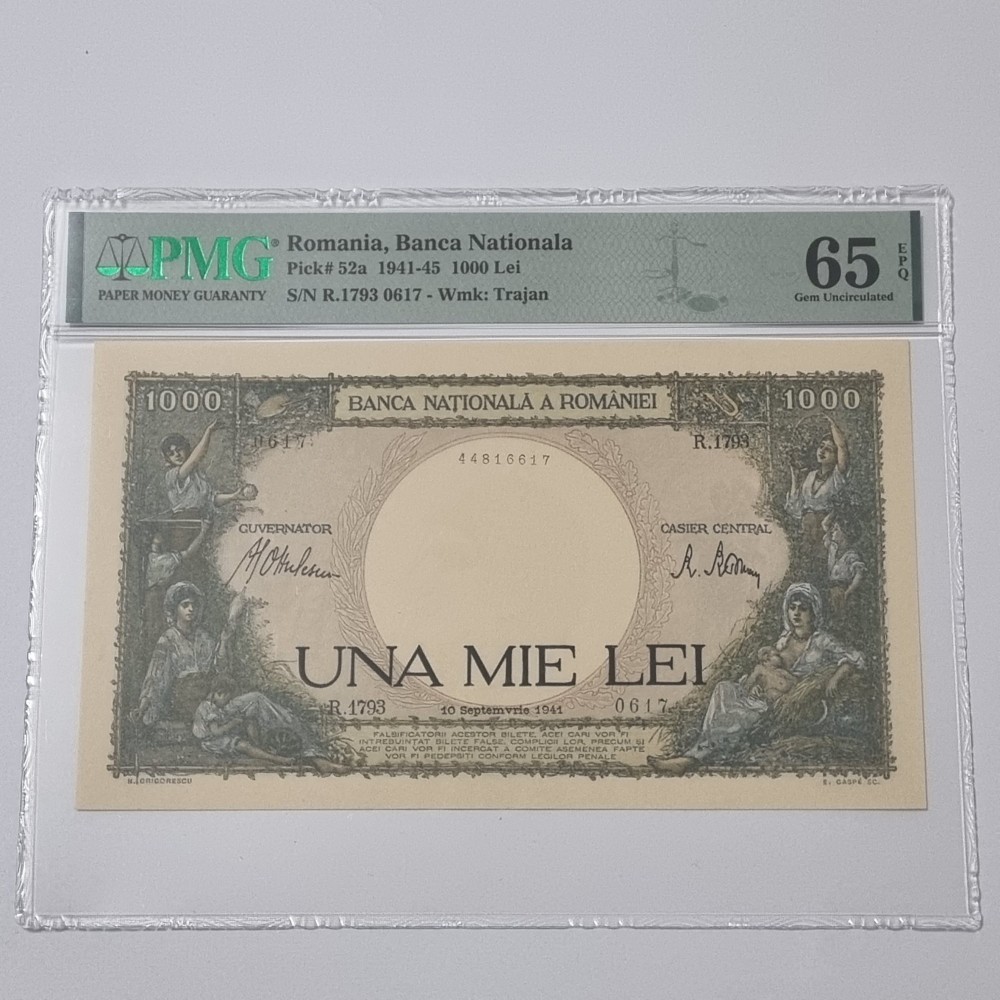 PMG®
PAPER MONEY GUARANTY
Romania, Banca Nationala
Pick# 52a 1941-45 1000 Lei
S/N R.1793 0617 - Wmk: Trajan
65
EPQ
Gem Uncirculated
1000
BANCA NAȚIONALĂ A ROMÂNIEI
1000
0617
R.1793
44816617
GUVERNATOR
CASIER CENTRAL
UNA MIE LEI
R.1793
10 Septemvrie 1941
0617
FALSIFICATORII ACESTOR BILETE, ACEI CARI VOR FI
INTREBUINȚAT BILETE FALSE, COMPLICII LOR, PRECUM ȘI
ACEI CARI VOR FI INCERCAT A COMITE ASEMENEA FAPTE
VOR FI PEDEPSIȚI CONFORM LEGILOR PENALE
N. GRIGORESCU
E. GASPÉ SC.